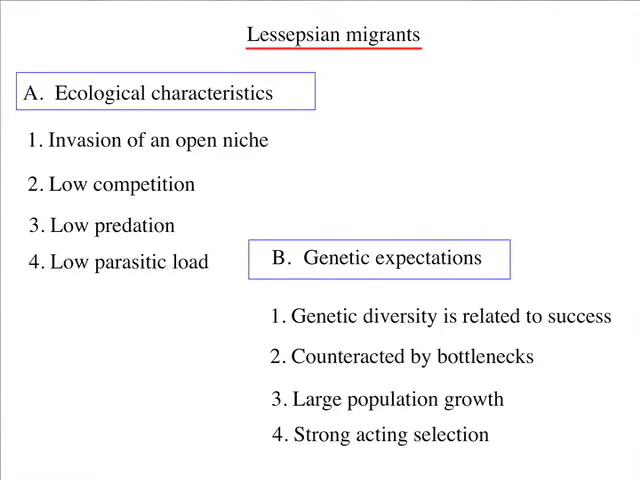 Lessepsian migrants
A. Ecological characteristics
1. Invasion of an open niche
2. Low competition
3. Low predation
4. Low parasitic load
B. Genetic expectations
1. Genetic diversity is related to success
2. Counteracted by bottlenecks
3. Large population growth
4. Strong acting selection